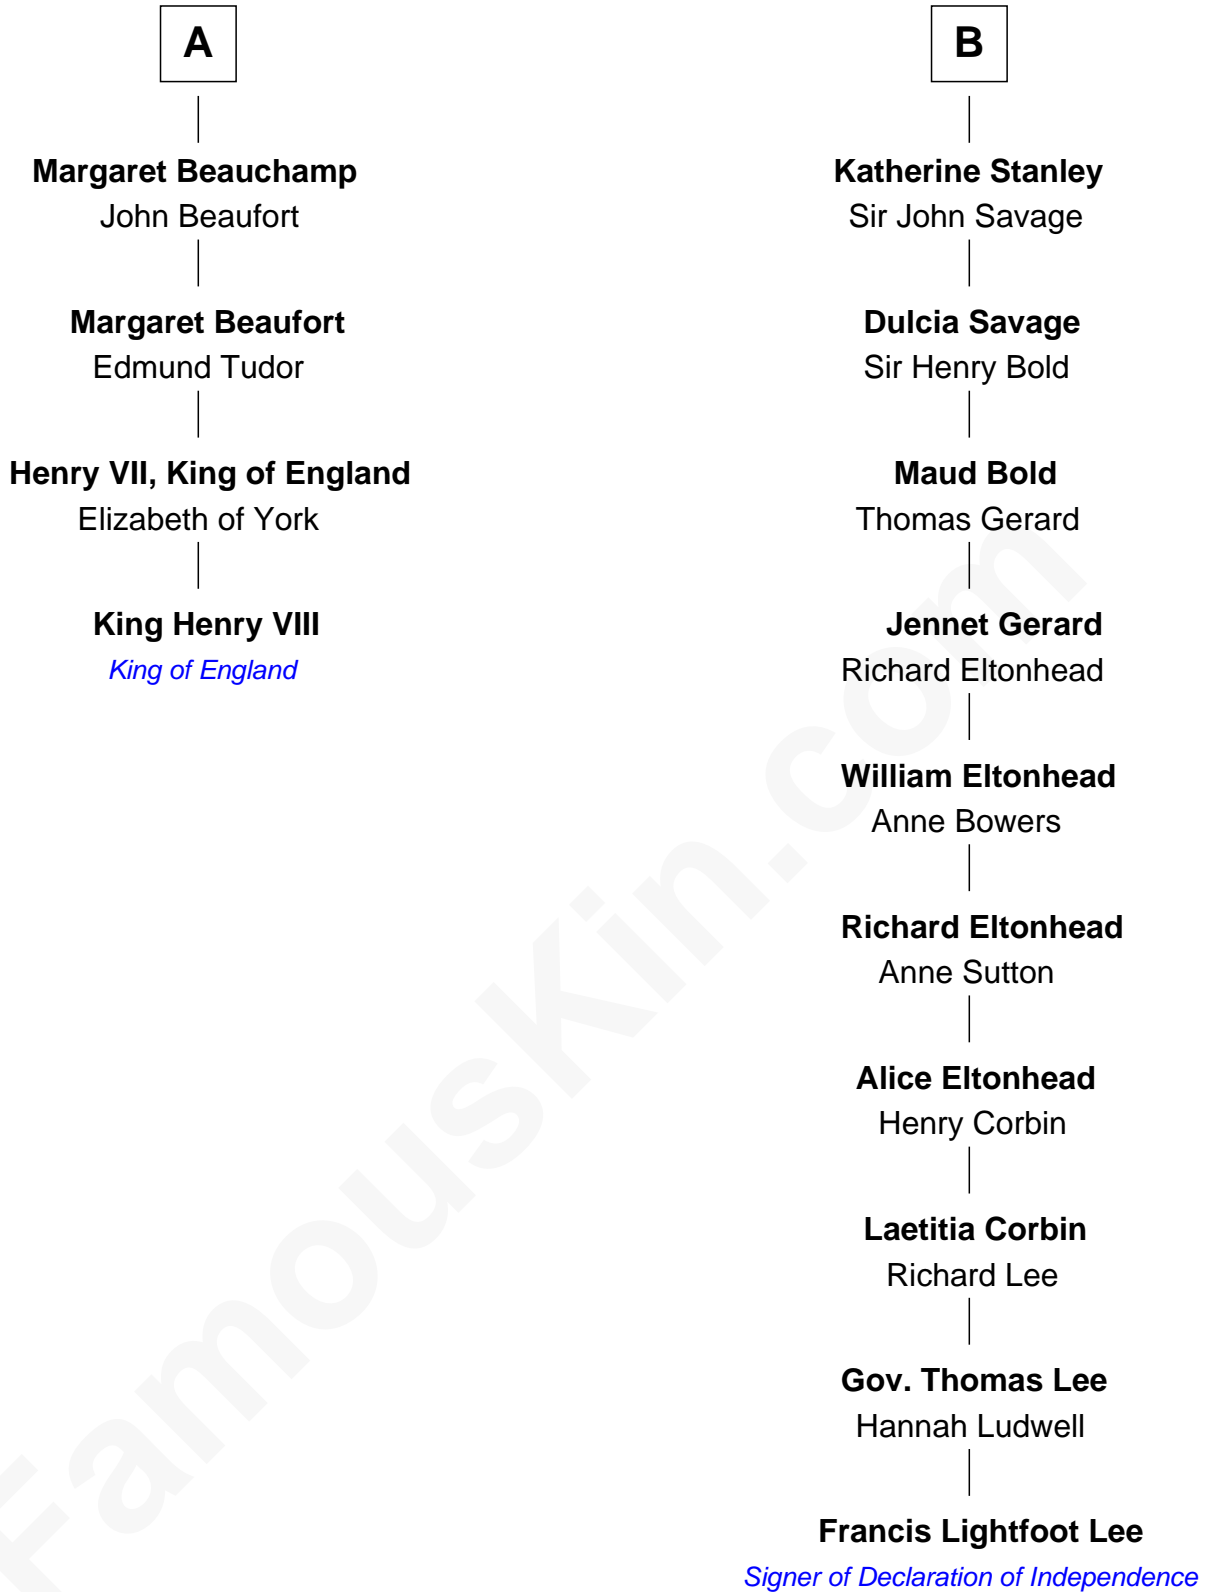 A
Margaret Beauchamp
John Beaufort
Margaret Beaufort
Edmund Tudor
Henry VII, King of England
Elizabeth of York
King Henry VIII
King of England
B
Katherine Stanley
Sir John Savage
Dulcia Savage
Sir Henry Bold
Maud Bold
Thomas Gerard
Jennet Gerard
Richard Eltonhead
William Eltonhead
Anne Bowers
Richard Eltonhead
Anne Sutton
Alice Eltonhead
Henry Corbin
Laetitia Corbin
Richard Lee
Gov. Thomas Lee
Hannah Ludwell
Francis Lightfoot Lee
Signer of Declaration of Independence
FamousKin.com